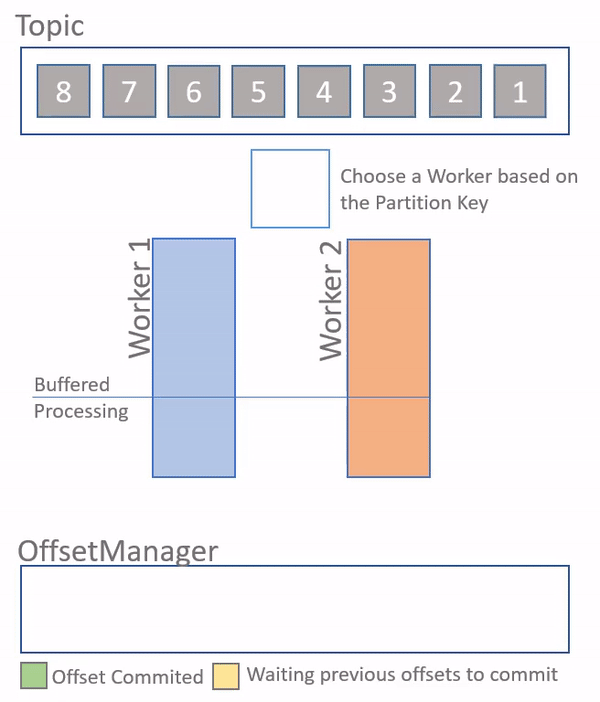 Topic
8 7 6 5 4 3 2 1
Choose a Worker based on
the Partition Key
Worker 1
Worker 2
Buffered
Processing
OffsetManager
Offset Commited
Waiting previous offsets to commit